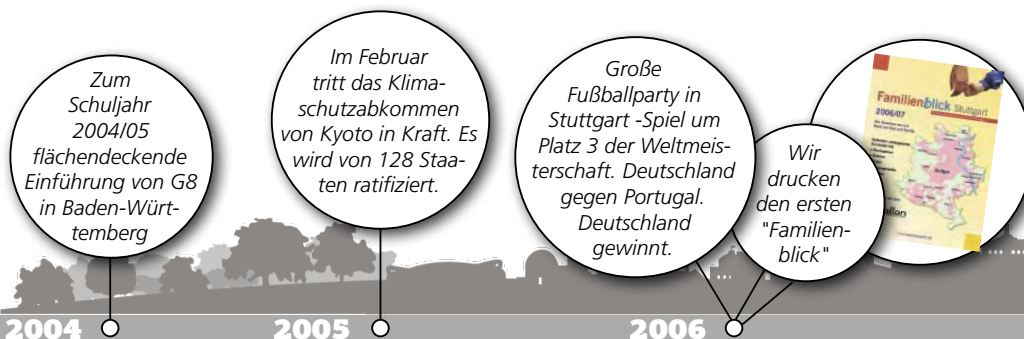 Zum
Schuljahr
2004/05
flächendeckende
Einführung von G8
in Baden-Würt-
temberg
Im Februar
tritt das Klima-
schutzabkommen
von Kyoto in Kraft. Es
wird von 128 Staa-
ten ratifiziert.
Große
Fußballparty in
Stuttgart -Spiel um
Platz 3 der Weltmeis-
terschaft. Deutschland
gegen Portugal.
Deutschland
gewinnt.
Wir
drucken
den ersten
"Familien-
blick"
Familienblick Stuttgart
2006/07
2004
2005
2006